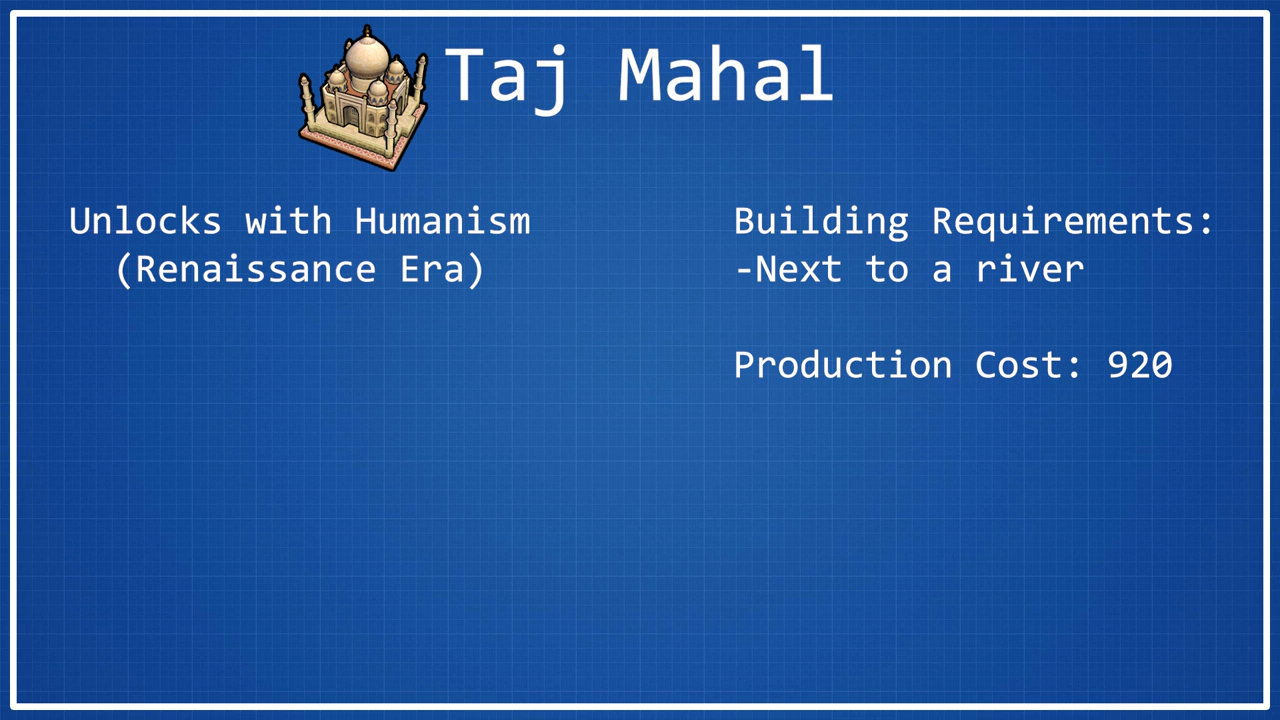 Taj Mahal
Unlocks with Humanism
(Renaissance Era)
Building Requirements:
-Next to a river
Production Cost: 920